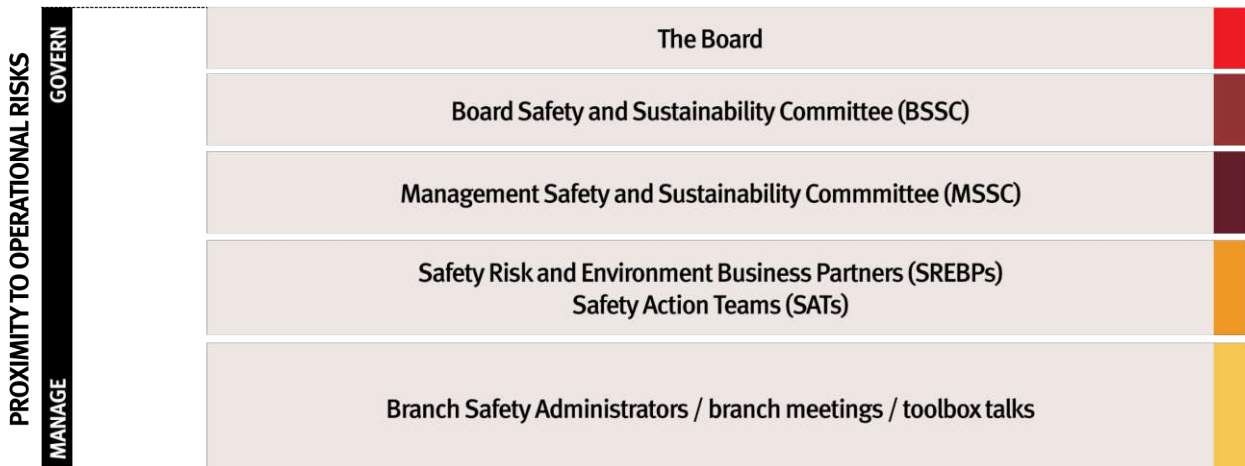 PROXIMITY TO OPERATIONAL RISKS
GOVERN
MANAGE
The Board
Board Safety and Sustainability Committee (BSSC)
Management Safety and Sustainability Commmittee (MSSC)
Safety Risk and Environment Business Partners (SREBPs)
Safety Action Teams (SATs)
Branch Safety Administrators / branch meetings / toolbox talks